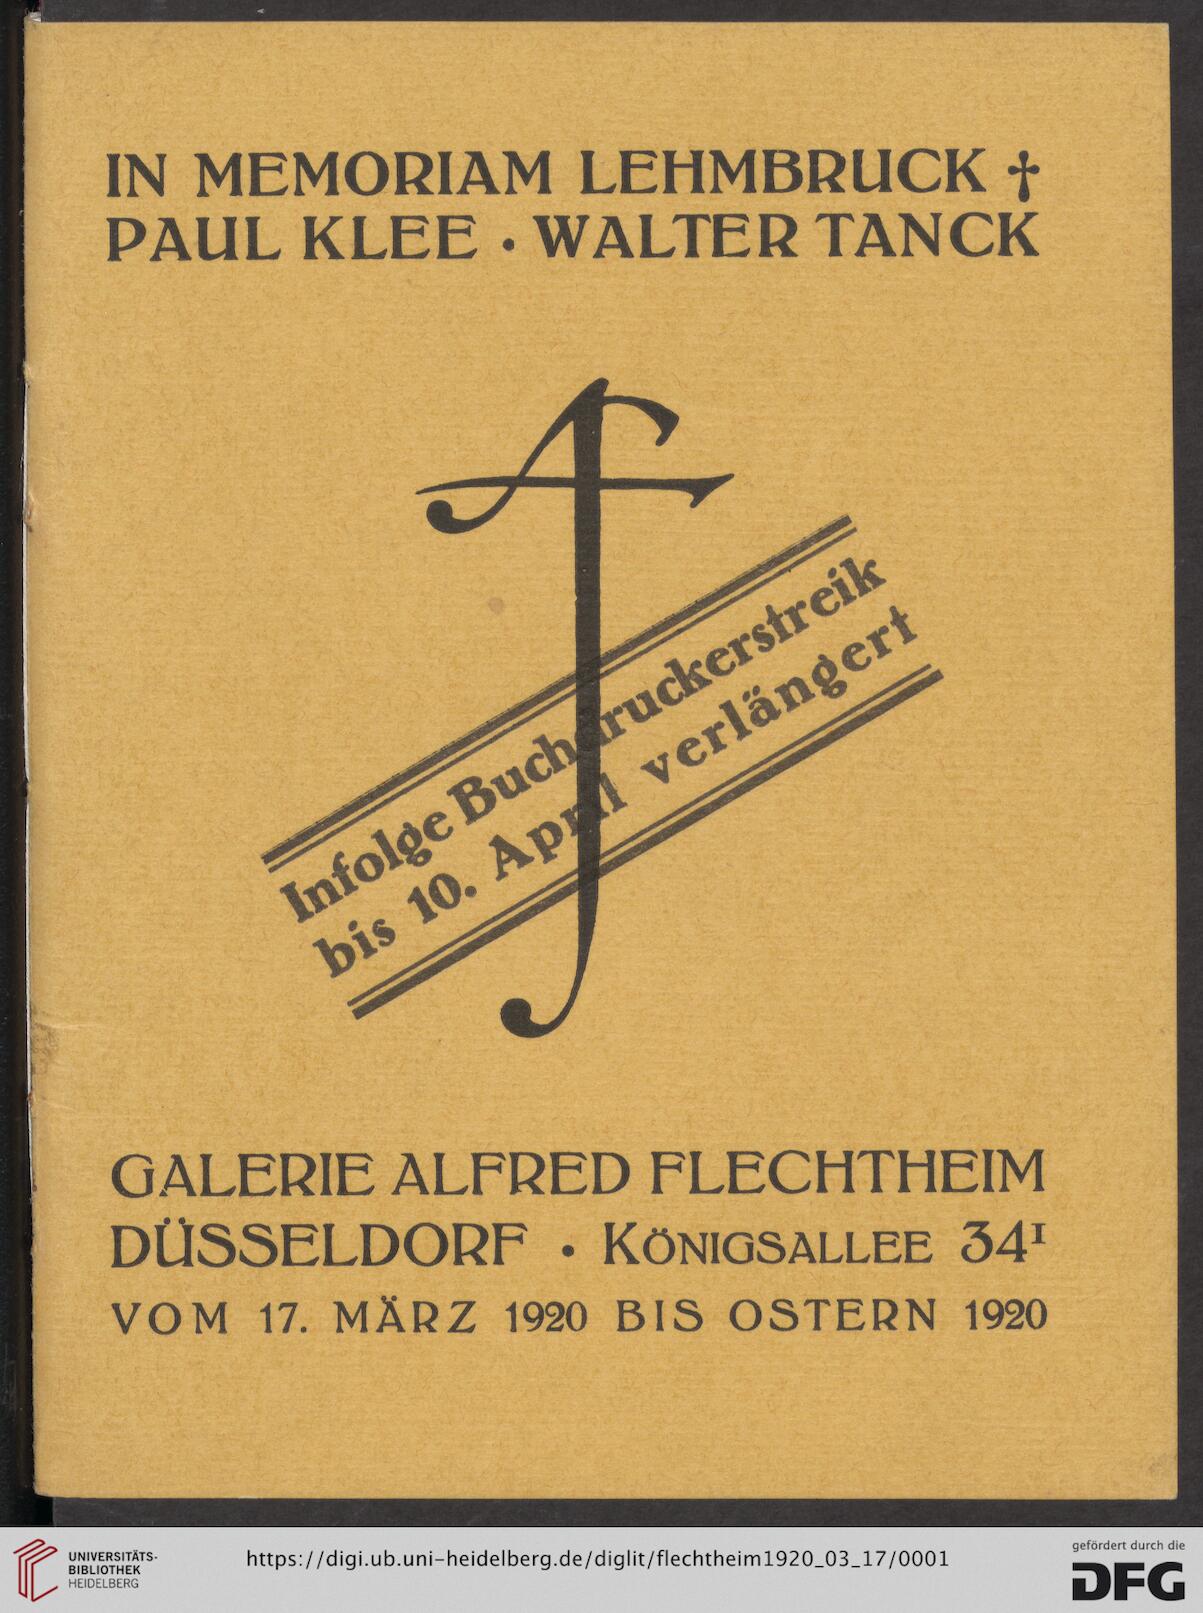 IN MEMORIAM LEHMBRUCK †
PAUL KLEE • WALTER TANCK
AF
Infolge Buchdruckerstreik
bis 10. April verlängert
GALERIE ALFRED FLECHTHEIM
DÜSSELDORF • KÖNIGSALLEE 34ᴵ
VOM 17. MÄRZ 1920 BIS OSTERN 1920
UNIVERSITÄTS-
BIBLIOTHEK
HEIDELBERG
https://digi.ub.uni-heidelberg.de/diglit/flechtheim1920_03_17/0001
gefördert durch die
DFG